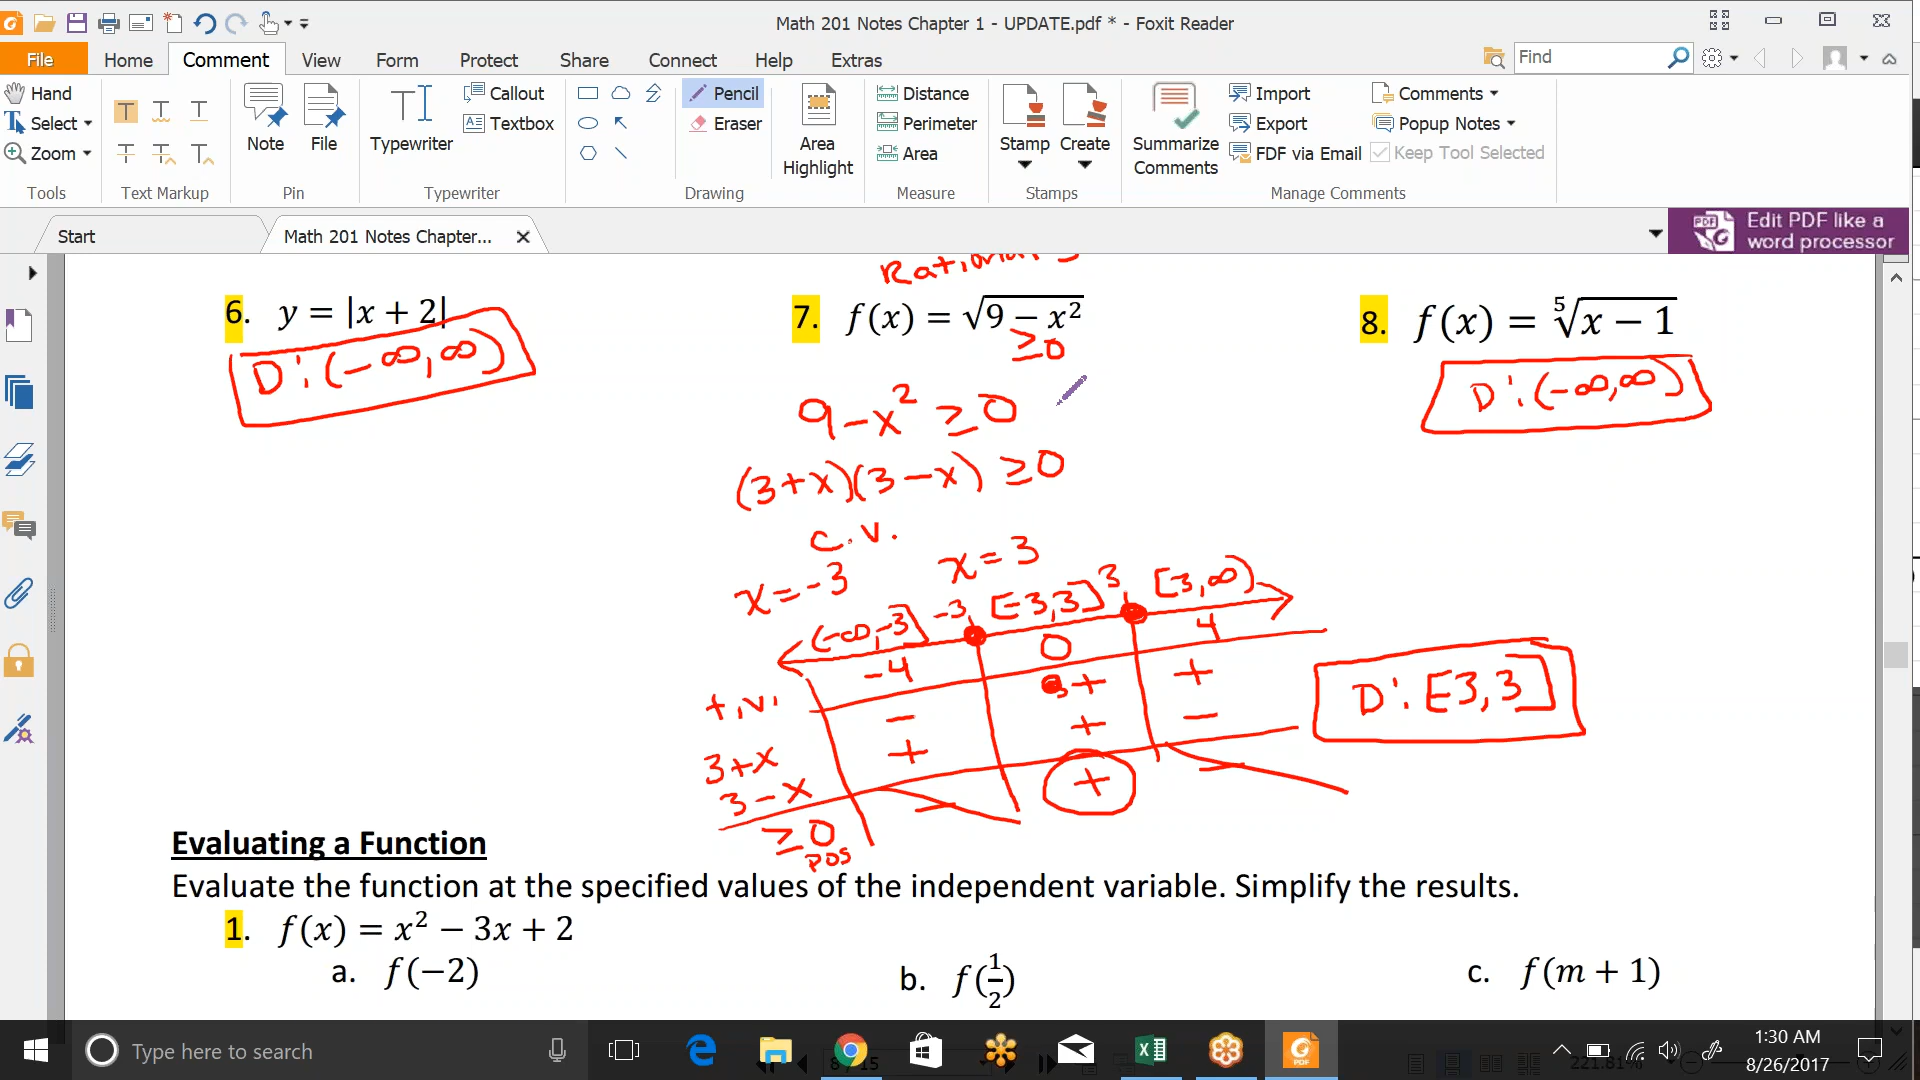 Math 201 Notes Chapter 1 - UPDATE.pdf * - Foxit Reader
File Home Comment View Form Protect Share Connect Help Extras Find
Hand
Select
Zoom
Tools
T T T
T T T
Text Markup
Note File
Pin
Typewriter
Callout
Textbox
Typewriter
Pencil
Eraser
Drawing
Area
Highlight
Distance
Perimeter
Area
Measure
Stamp Create
Stamps
Summarize
Comments
Import
Export
FDF via Email
Comments
Popup Notes
Keep Tool Selected
Manage Comments
Start Math 201 Notes Chapter...
PDF
Edit PDF like a
word processor
6. y = |x + 2|
D: (-∞,∞)
7. f(x) = √9 − x²
≥0
9-x² ≥0
(3+x)(3-x) ≥0
C.V.
x=-3 x=3
(-∞,-3] -3 [-3,3] 3 [3,∞)
t.v. -4 0 4
3+x - + +
3-x + + -
≥0 - + -
pos
D: [-3,3]
8. f(x) = ⁵√x − 1
D: (-∞,∞)
Evaluating a Function
Evaluate the function at the specified values of the independent variable. Simplify the results.
1. f(x) = x² − 3x + 2
a. f(−2) b. f(1/2) c. f(m + 1)
Type here to search
8 / 15
221.81%
1:30 AM
8/26/2017